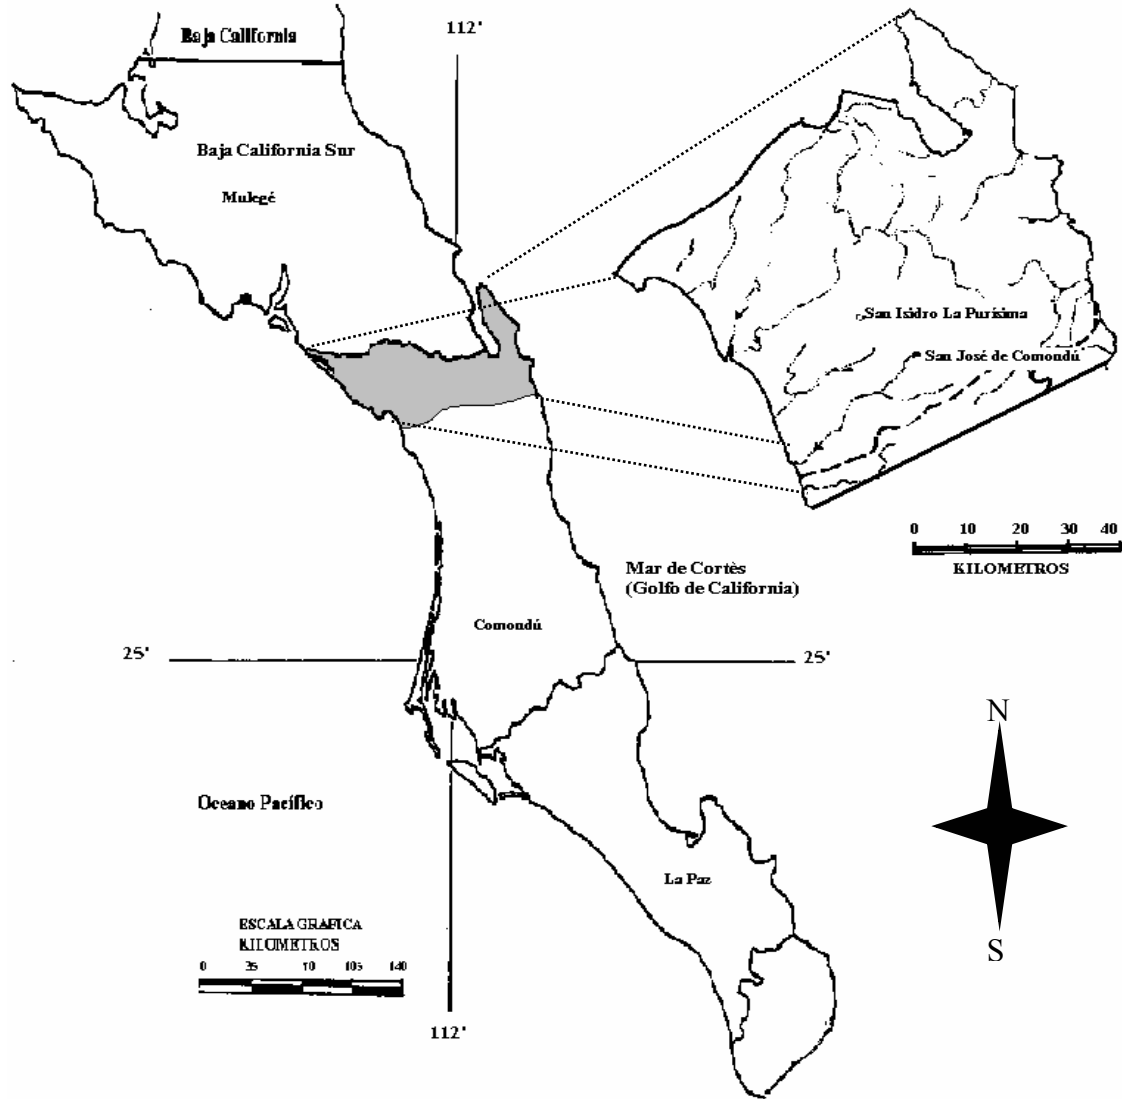 Baja California
112'
Baja California Sur
Mulegé
San Isidro La Purísima
San José de Comondú
0 10 20 30 40
KILOMETROS
Mar de Cortès
(Golfo de California)
Comondú
25'
25'
N
Oceano Pacífico
La Paz
ESCALA GRAFICA
KILOMETROS
S
0 35 70 105 140
112'